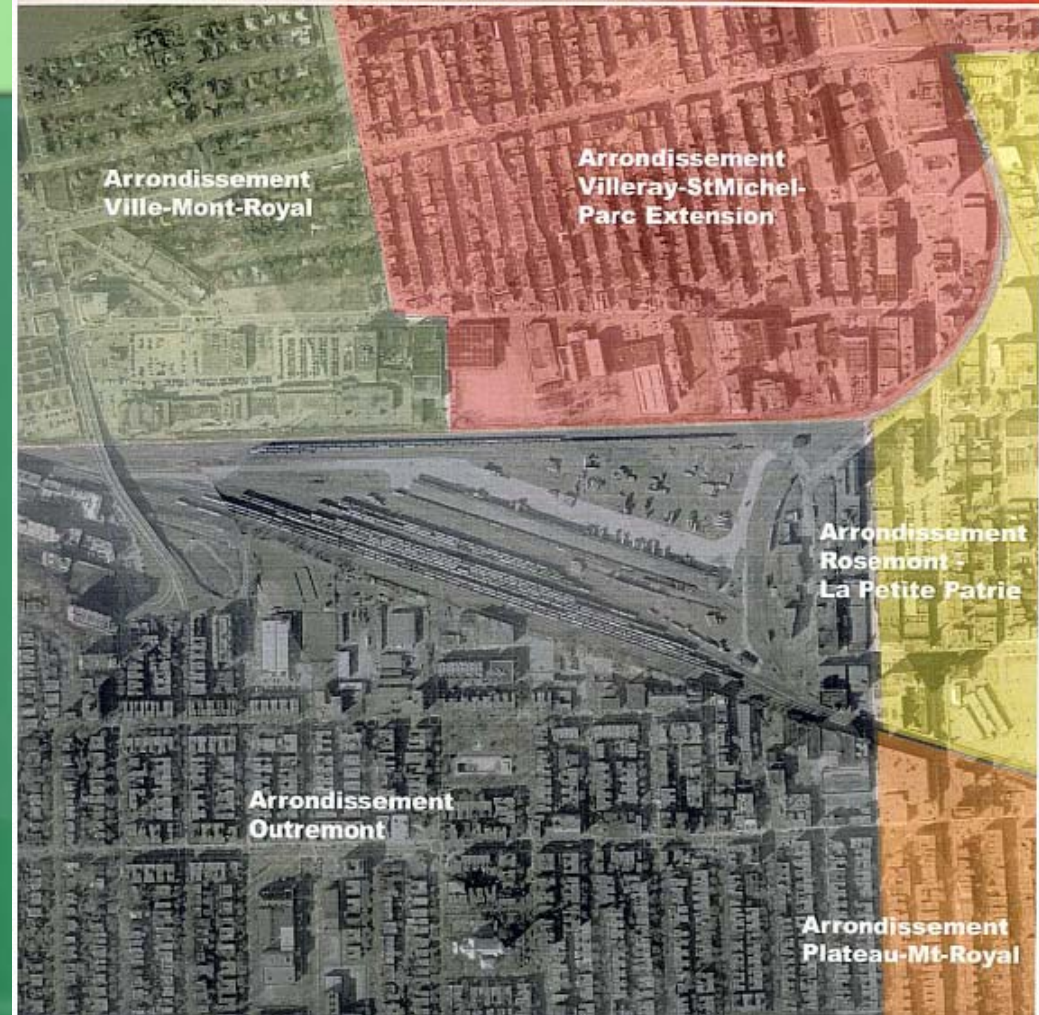 Arrondissement
Ville-Mont-Royal
Arrondissement
Villeray-StMichel-
Parc Extension
Arrondissement
Rosemont -
La Petite Patrie
Arrondissement
Outremont
Arrondissement
Plateau-Mt-Royal